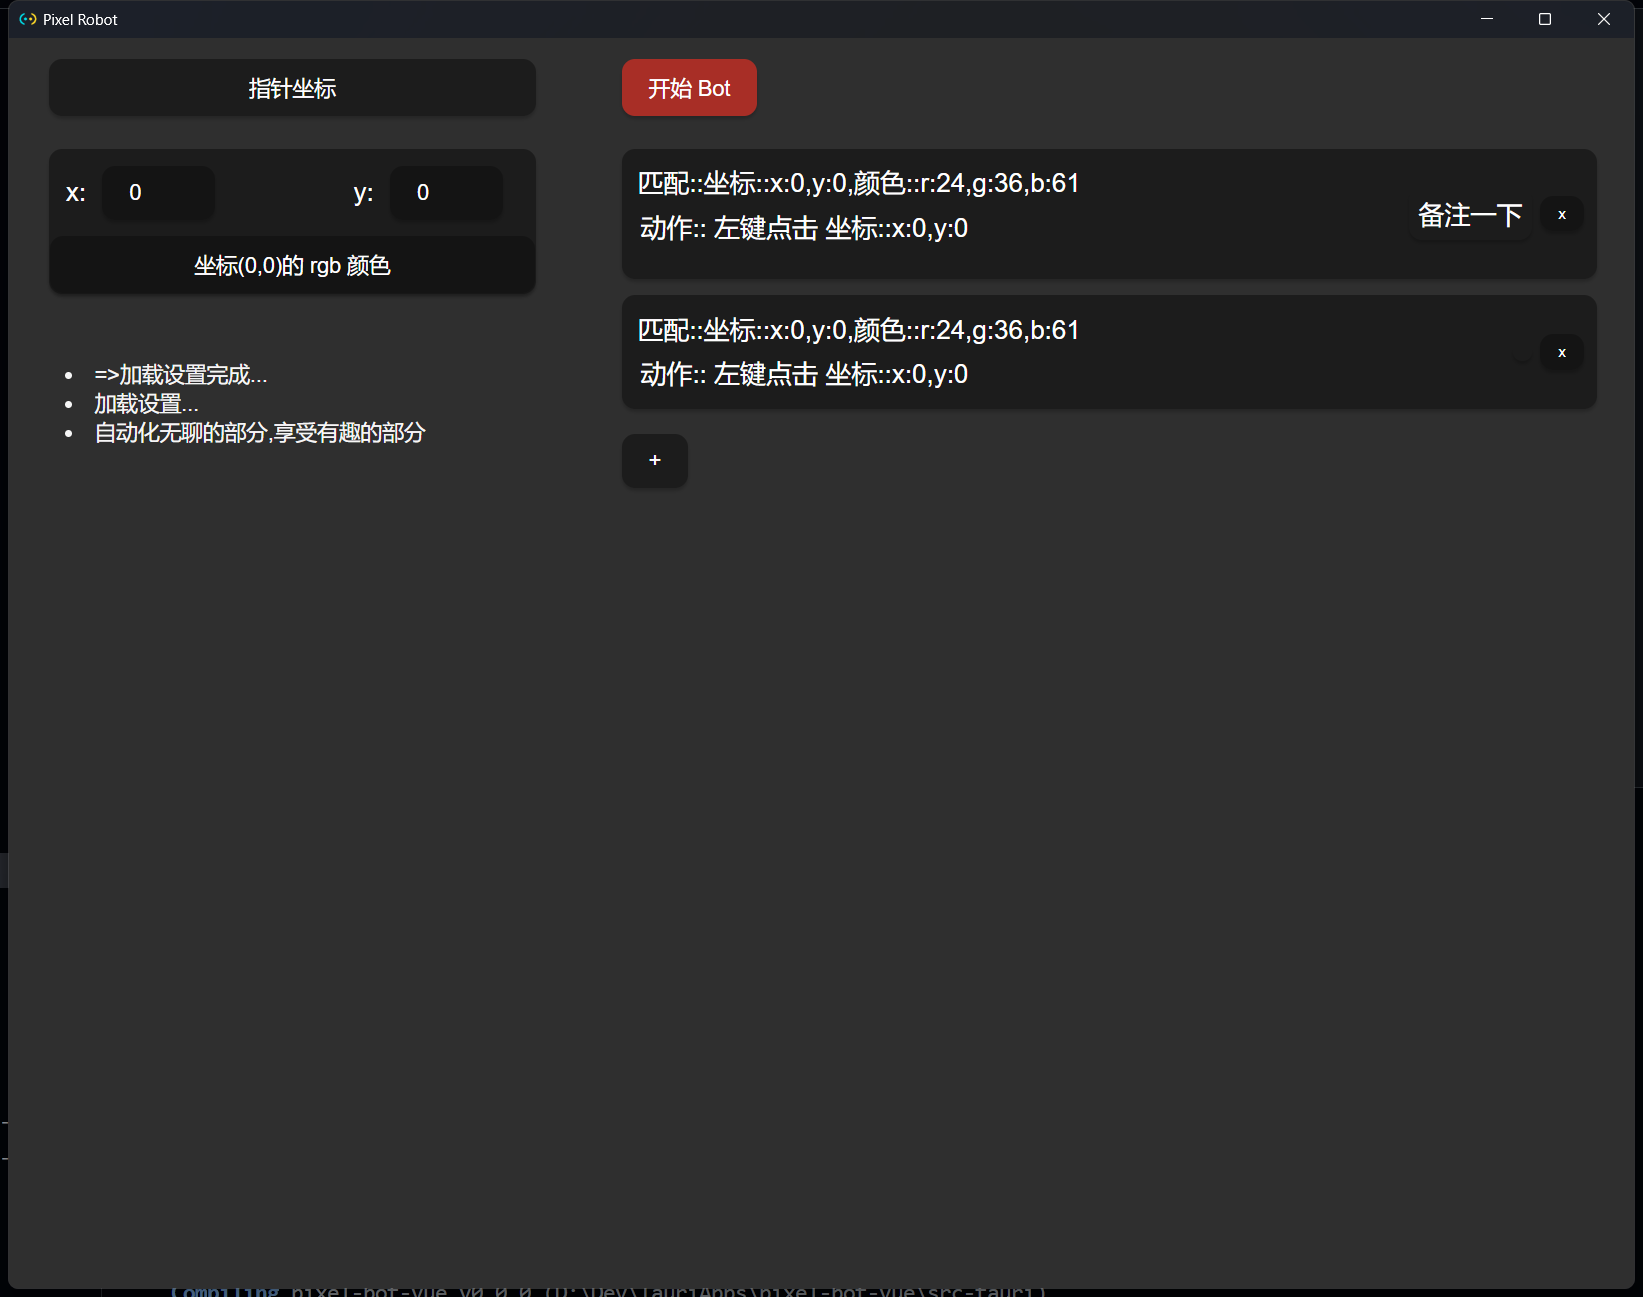 Pixel Robot
指针坐标
x: 0 y: 0
坐标(0,0)的 rgb 颜色
=>加载设置完成...
加载设置...
自动化无聊的部分,享受有趣的部分
开始 Bot
匹配::坐标::x:0,y:0,颜色::r:24,g:36,b:61
动作:: 左键点击 坐标::x:0,y:0
备注一下 x
匹配::坐标::x:0,y:0,颜色::r:24,g:36,b:61
动作:: 左键点击 坐标::x:0,y:0
x
+
Compiling pixel-bot-vue v0.0.0 (D:\Dev\TauriApps\pixel-bot-vue\src-tauri)